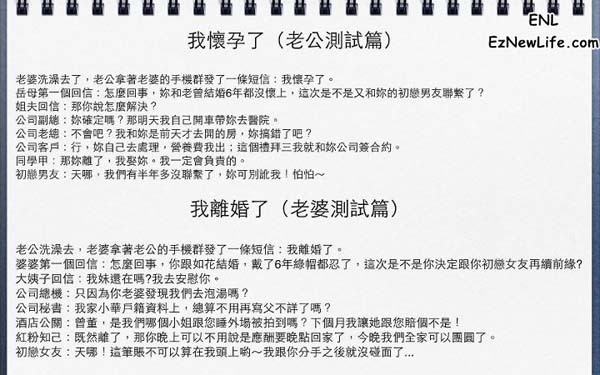 ENL
EzNewLife.com
我懷孕了（老公測試篇）
老婆洗澡去了，老公拿著老婆的手機群發了一條短信：我懷孕了。
岳母第一個回信：怎麼回事，妳和老曾結婚6年都沒懷上，這次是不是又和妳的初戀男友聯繫了？
姐夫回信：那你說怎麼解決？
公司副總：妳確定嗎？那明天我自己開車帶妳去醫院。
公司老總：不會吧？我和妳是前天才去開的房，妳搞錯了吧？
公司客戶：行，妳自己去處理，營養費我出；這個禮拜三我就和妳公司簽合約。
同學甲：那妳離了，我娶妳。我一定會負責的。
初戀男友：天哪，我們有半年多沒聯繫了，妳可別訛我！怕怕～
我離婚了（老婆測試篇）
老公洗澡去，老婆拿著老公的手機群發了一條短信：我離婚了。
婆婆第一個回信：怎麼回事，你跟如花結婚，戴了6年綠帽都忍了，這次是不是你決定跟你初戀女友再續前緣?
大姨子回信：我妹還在嗎?我去安慰你。
公司總機：只因為你老婆發現我們去泡湯嗎？
公司秘書：我家小華戶籍資料上，總算不用再寫父不詳了嗎？
酒店公關：曾董，是我們哪個小姐跟您睡外場被拍到嗎？下個月我讓她跟您賠個不是！
紅粉知己：既然離了，那你晚上可以不用說是應酬要晚點回家了，今晚我們全家可以團圓了。
初戀女友：天哪！這筆賬不可以算在我頭上喲～我跟你分手之後就沒碰面了...